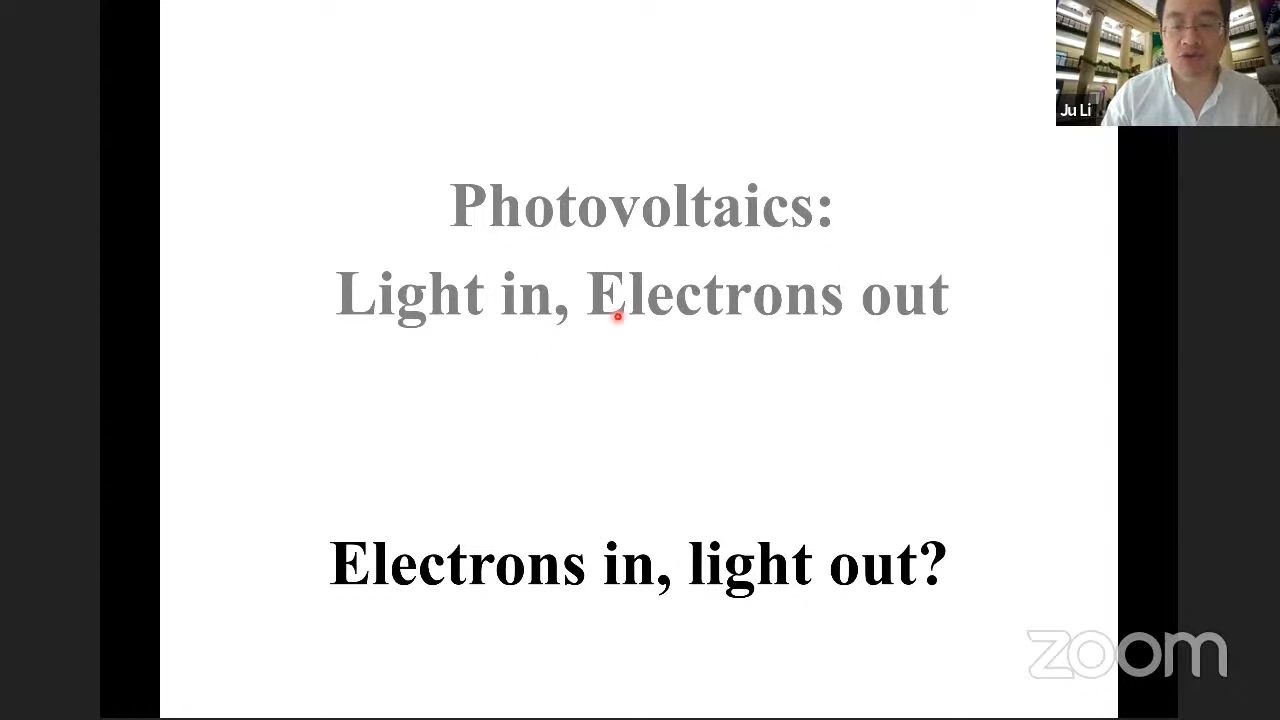 Ju Li
Photovoltaics:
Light in, Electrons out
Electrons in, light out?
zoom